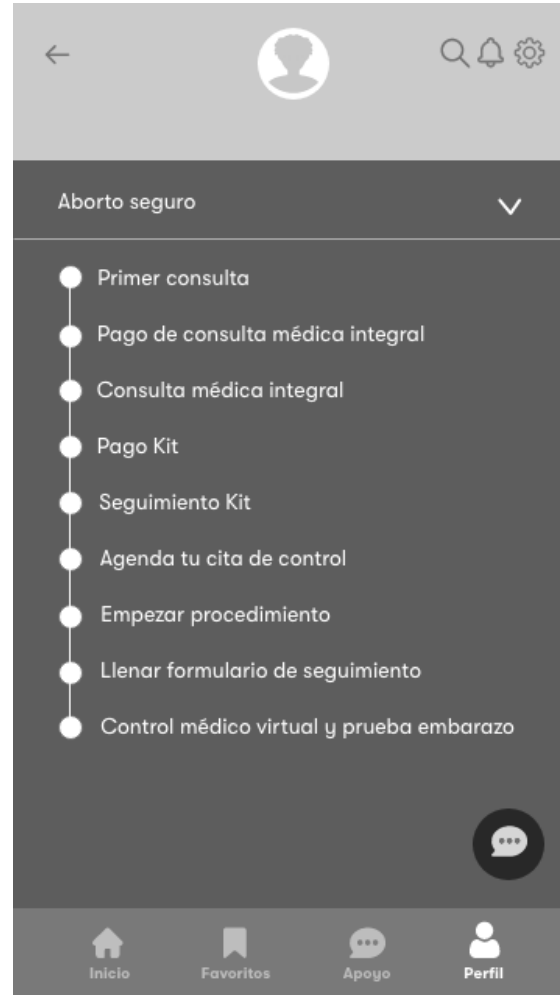 Aborto seguro
Primer consulta
Pago de consulta médica integral
Consulta médica integral
Pago Kit
Seguimiento Kit
Agenda tu cita de control
Empezar procedimiento
Llenar formulario de seguimiento
Control médico virtual y prueba embarazo
Inicio
Favoritos
Apoyo
Perfil